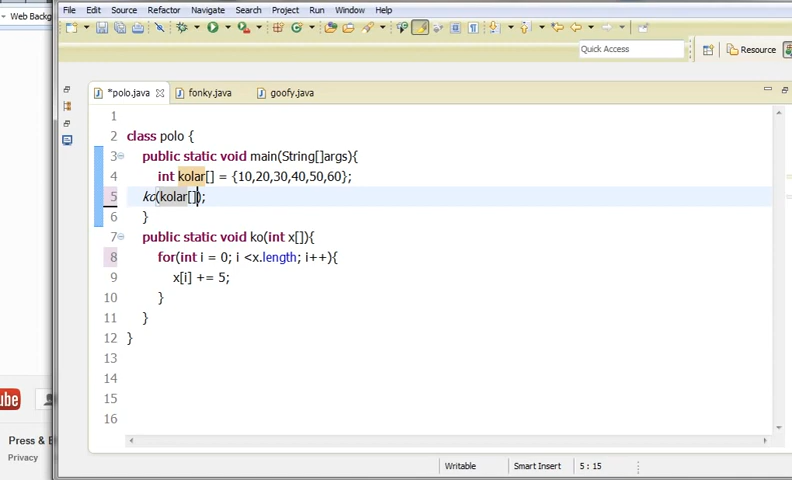 File Edit Source Refactor Navigate Search Project Run Window Help
Web Backg
Quick Access
Resource
*polo.java fonky.java goofy.java
1
2 class polo {
3 public static void main(String[]args){
4 int kolar[] = {10,20,30,40,50,60};
5 ko(kolar[]);
6 }
7 public static void ko(int x[]){
8 for(int i = 0; i <x.length; i++){
9 x[i] += 5;
10 }
11 }
12 }
13
14
15
16
Press & B
Privacy
Writable Smart Insert 5 : 15